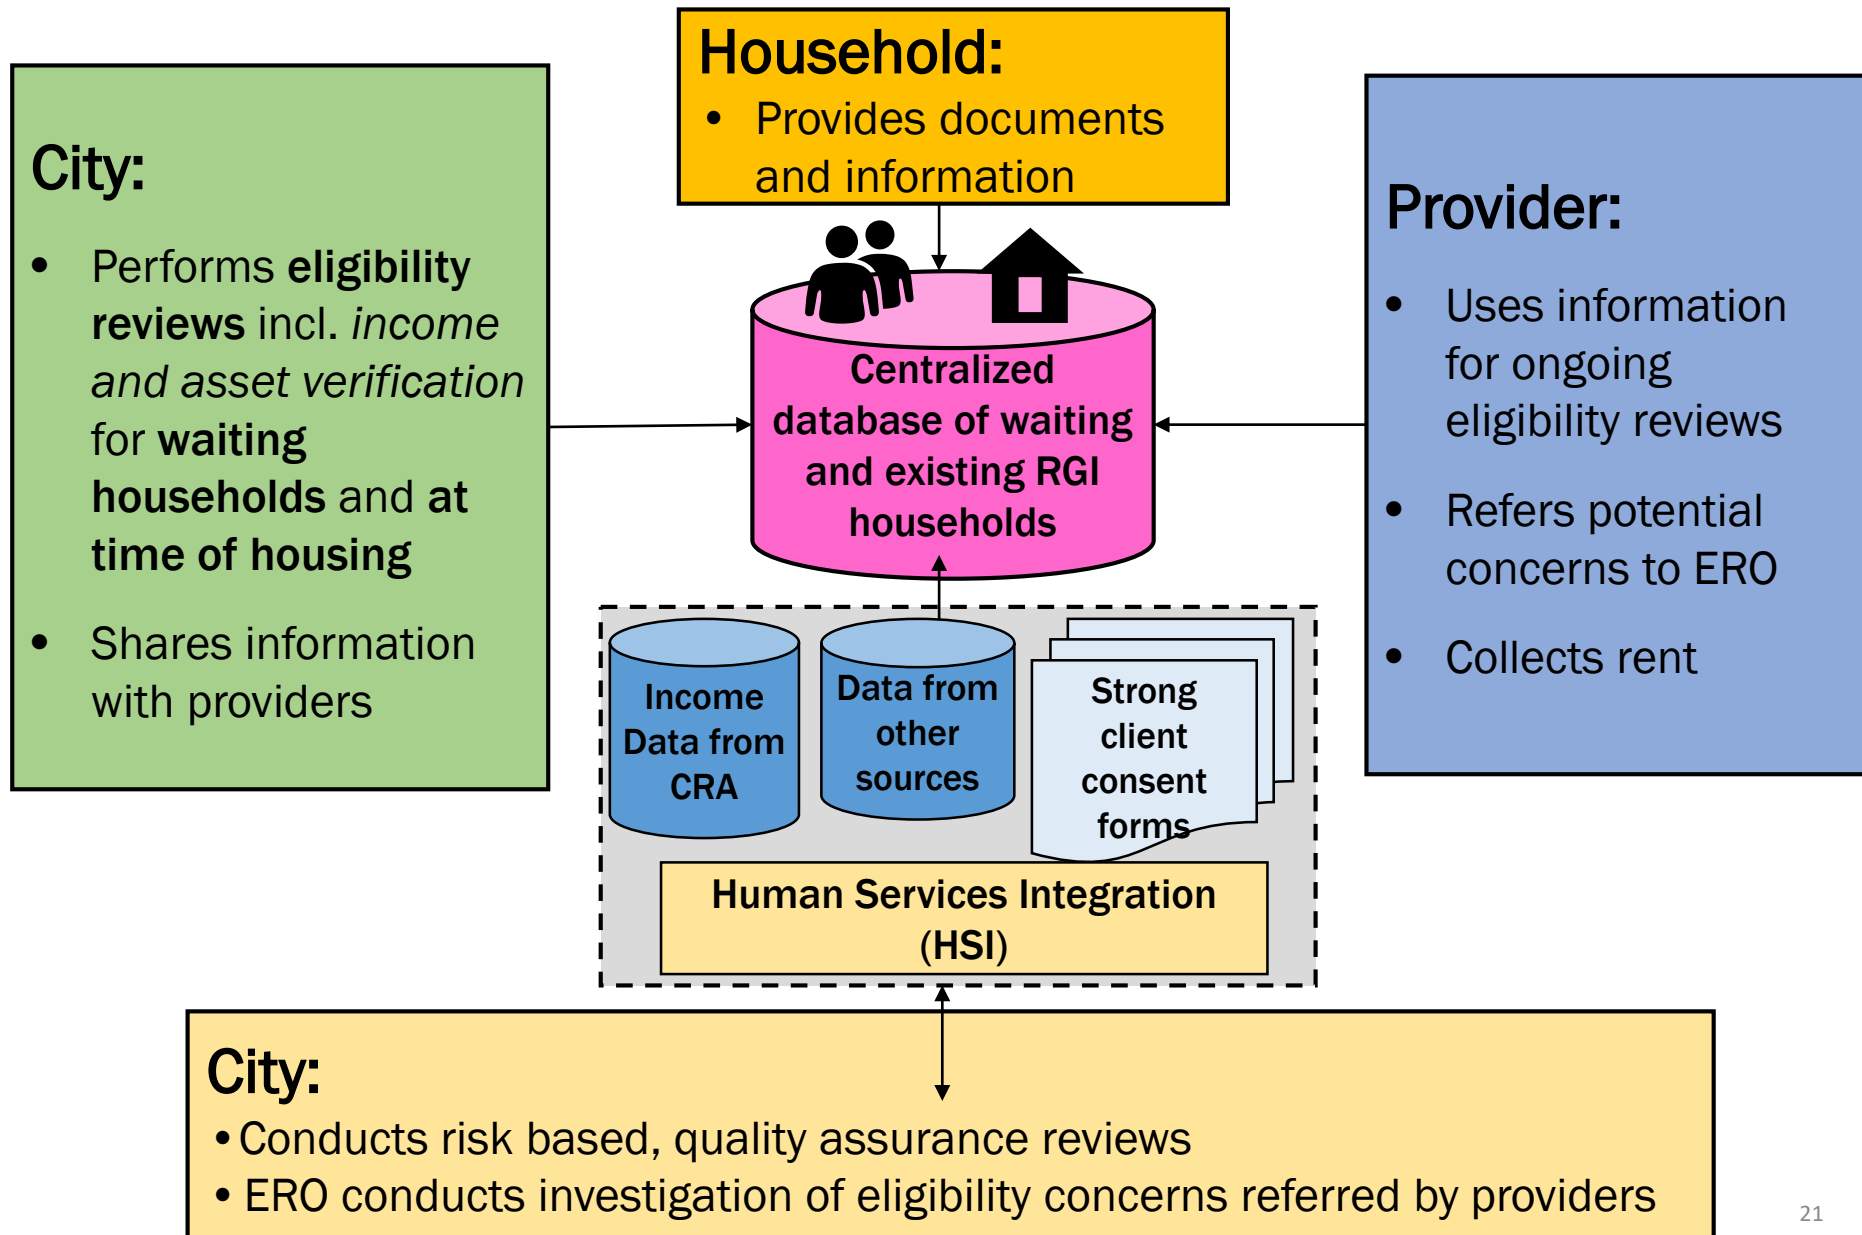 Household:
• Provides documents
and information
City:
• Performs eligibility
reviews incl. income
and asset verification
for waiting
households and at
time of housing
• Shares information
with providers
Centralized
database of waiting
and existing RGI
households
Provider:
• Uses information
for ongoing
eligibility reviews
• Refers potential
concerns to ERO
• Collects rent
Income
Data from
CRA
Data from
other
sources
Strong
client
consent
forms
Human Services Integration
(HSI)
City:
• Conducts risk based, quality assurance reviews
• ERO conducts investigation of eligibility concerns referred by providers
21